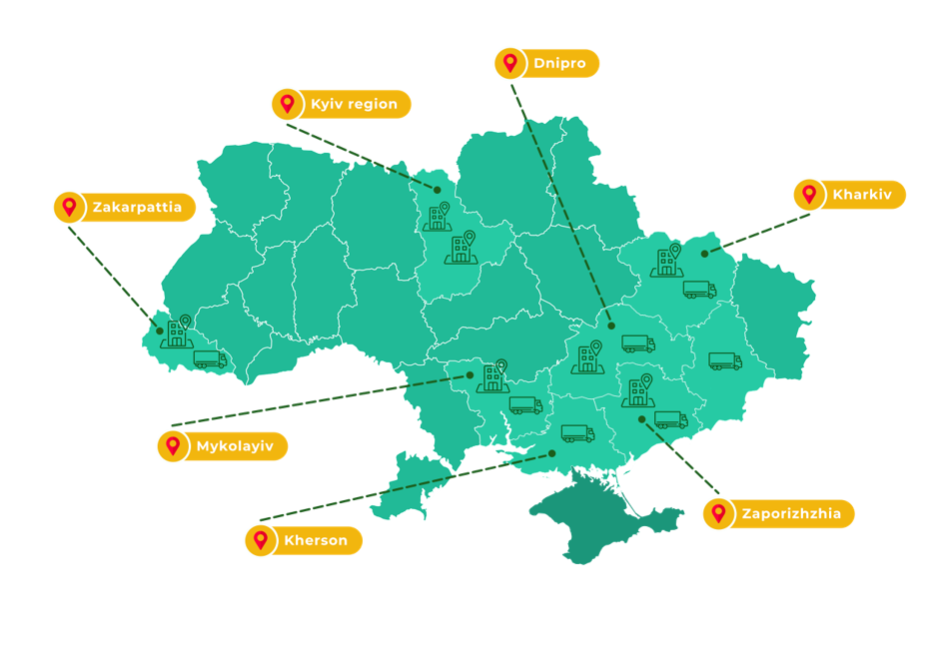 Dnipro
Kyiv region
Kharkiv
Zakarpattia
Mykolayiv
Zaporizhzhia
Kherson